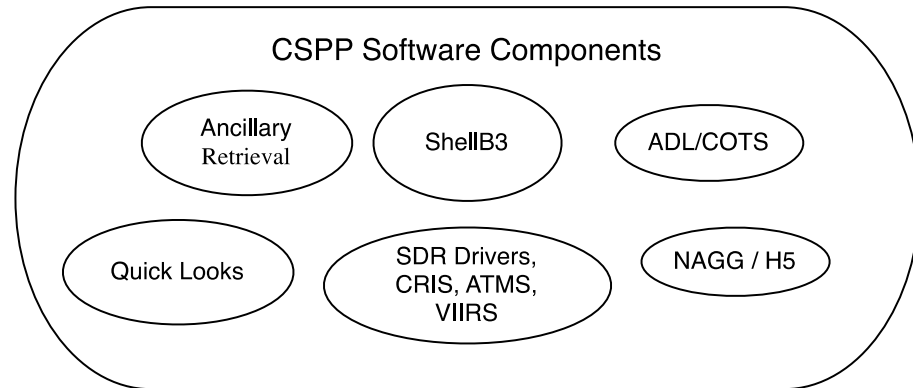 CSPP Software Components
Ancillary
Retrieval
ShellB3
ADL/COTS
Quick Looks
SDR Drivers,
CRIS, ATMS,
VIIRS
NAGG / H5